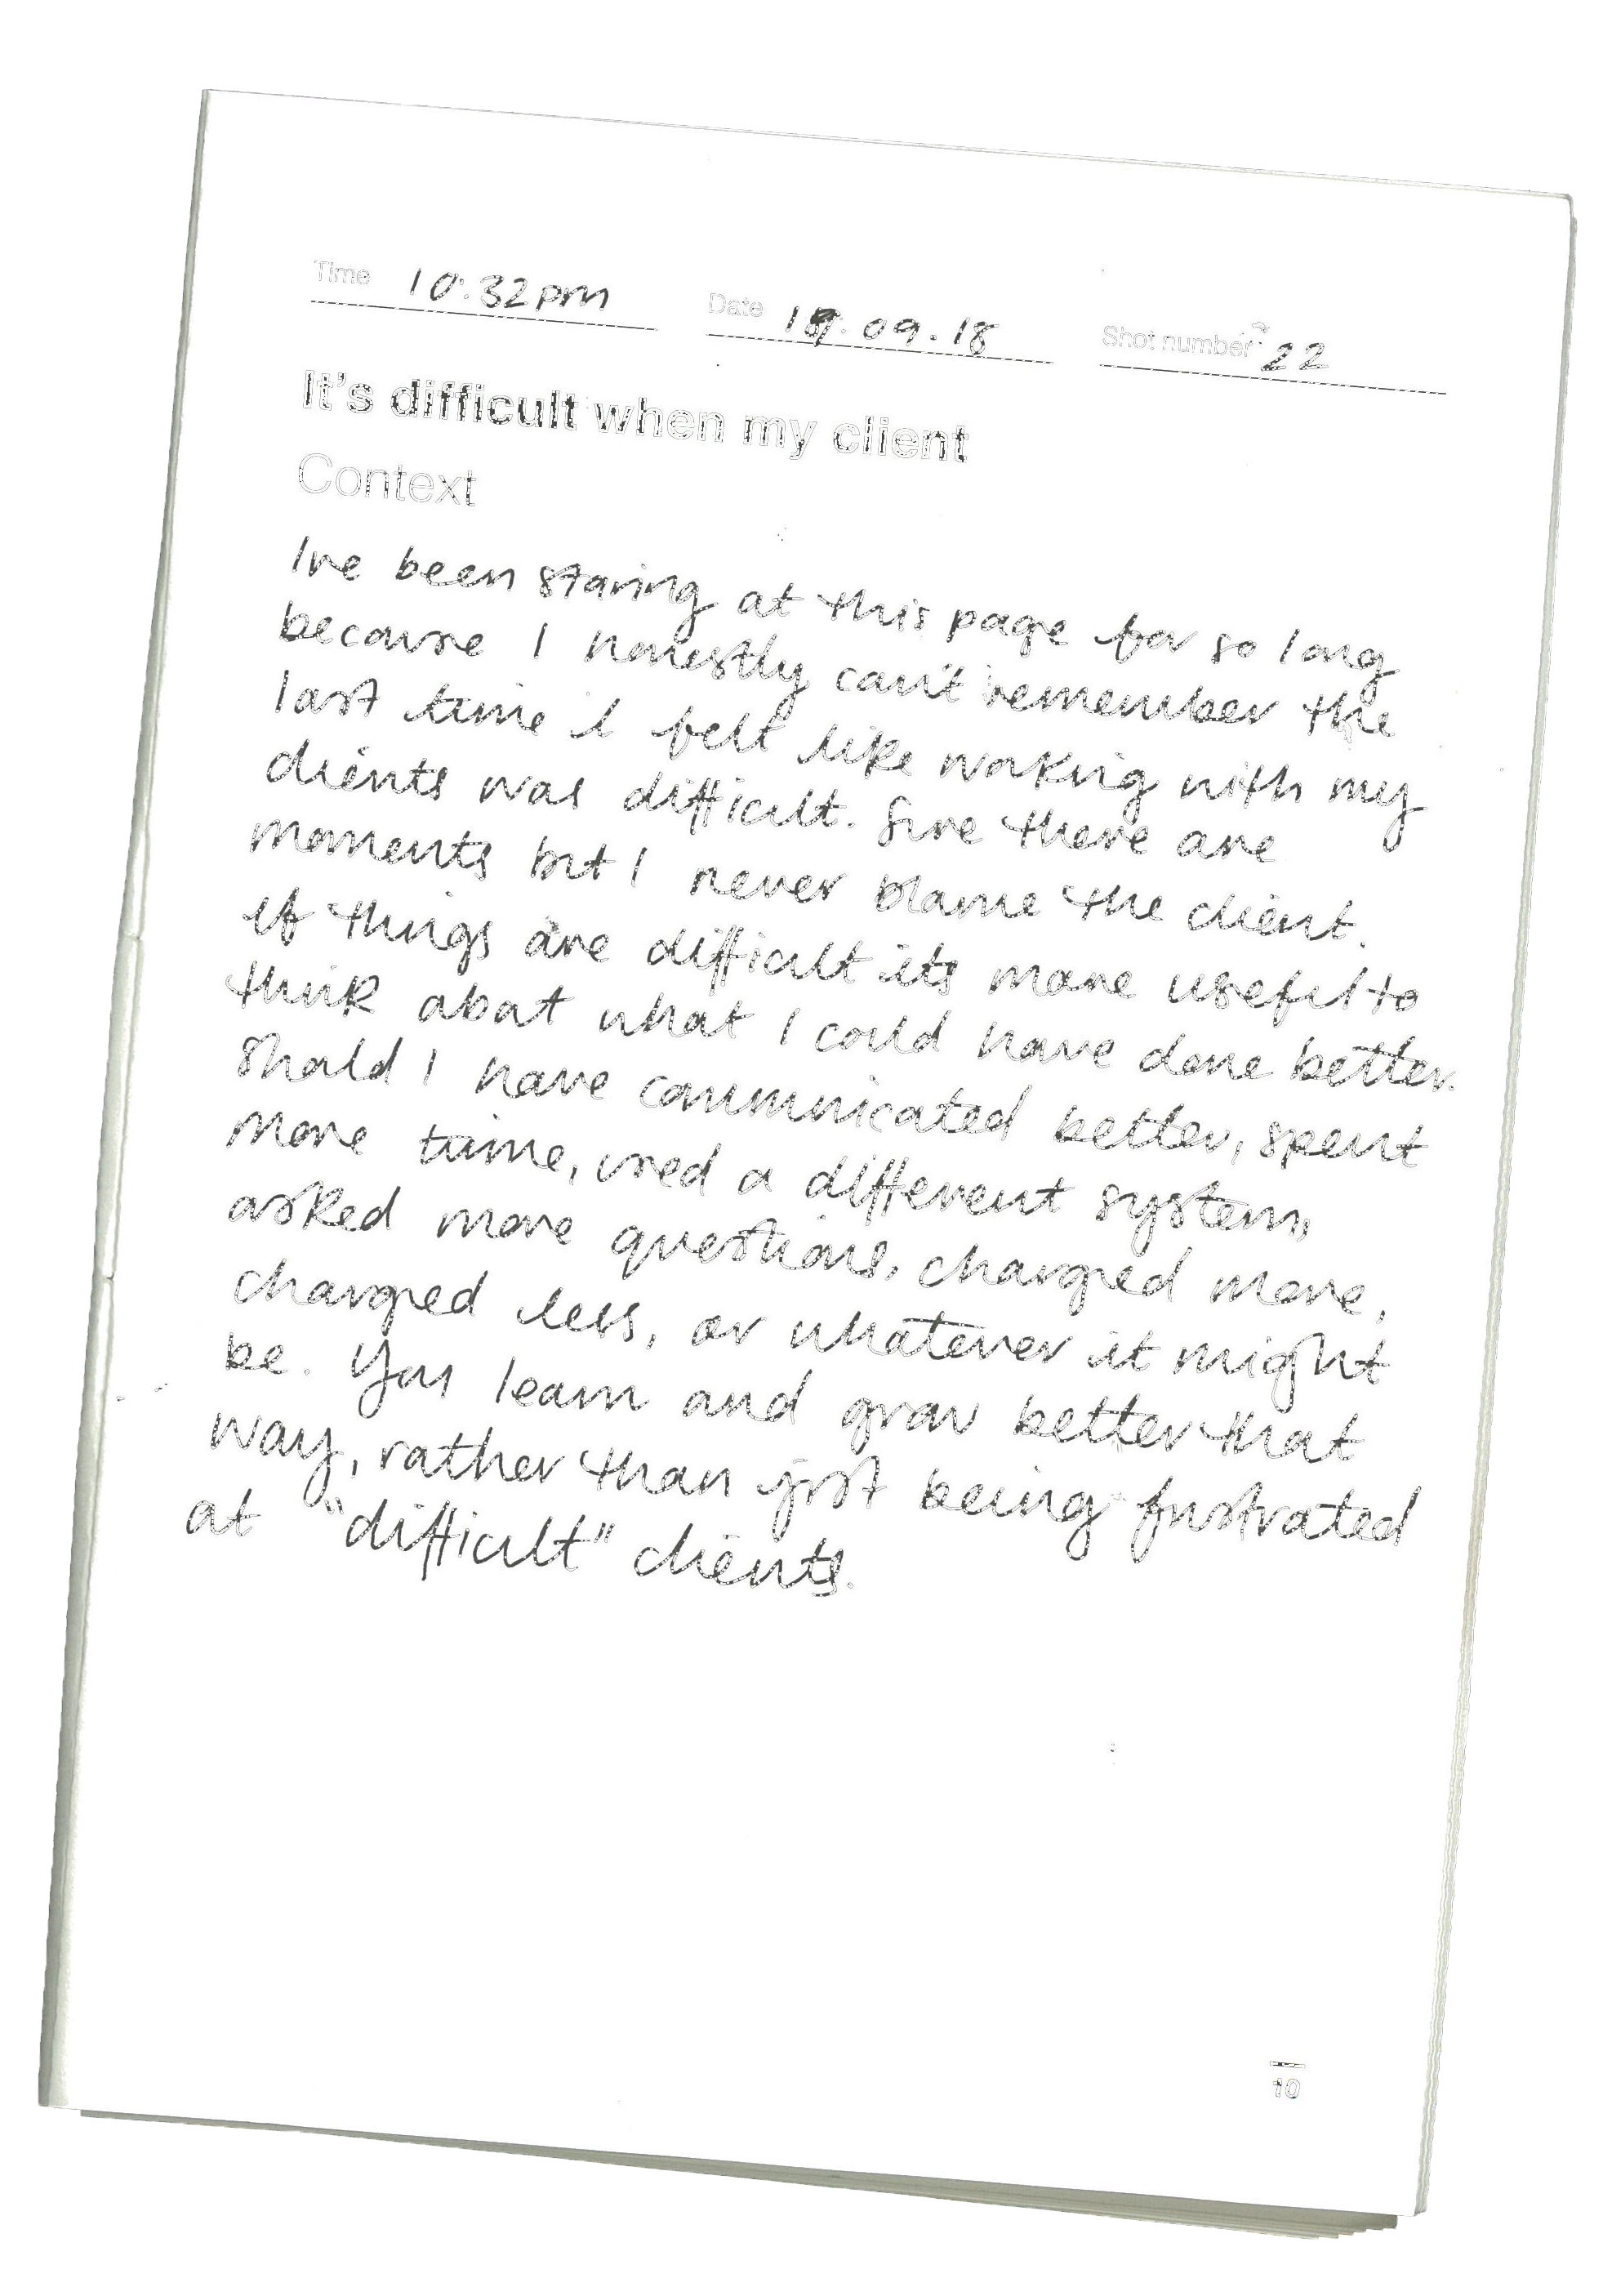 Time 10.32pm Date 19.09.18 Shot number 22
It's difficult when my client
Context
Ive been staring at this page for so long
because I honestly can't remember the
last time I felt like working with my
clients was difficult. Sure there are
moments but I never blame the client.
If things are difficult its more useful to
think about what I could have done better.
Should I have communicated better, spent
more time, used a different system,
asked more questions, charged more,
charged less, or whatever it might
be. You learn and grow better that
way, rather than just being frustrated
at "difficult" clients.
10